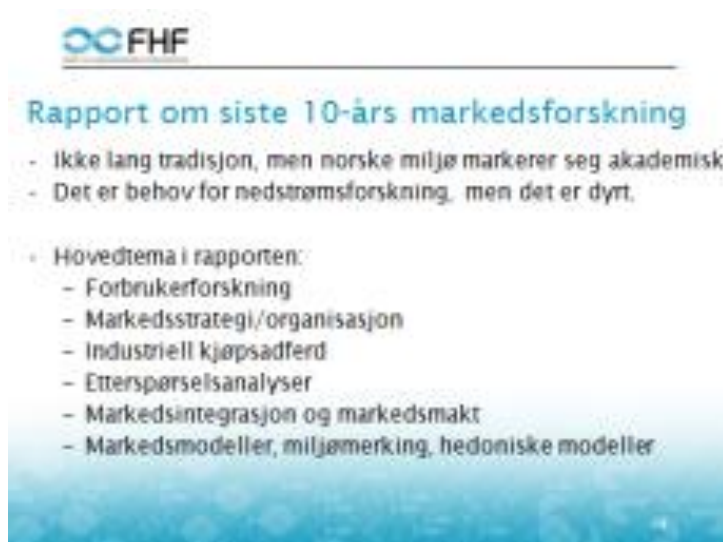 FHF
Rapport om siste 10-års markedsforskning
- Ikke lang tradisjon, men norske miljø markerer seg akademisk
- Det er behov for nedstrømsforskning, men det er dyrt.
- Hovedtema i rapporten:
– Forbrukerforskning
– Markedsstrategi/organisasjon
– Industriell kjøpsadferd
– Etterspørselsanalyser
– Markedsintegrasjon og markedsmakt
– Markedsmodeller, miljømerking, hedoniske modeller